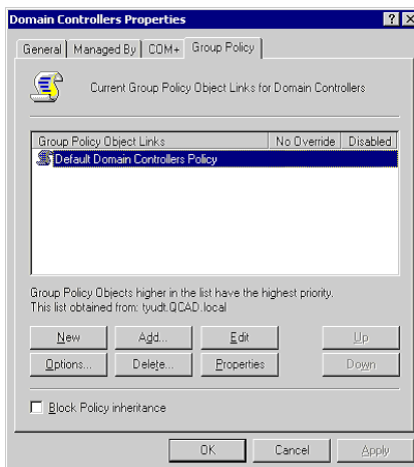 Domain Controllers Properties
General Managed By COM+ Group Policy
Current Group Policy Object Links for Domain Controllers
Group Policy Object Links No Override Disabled
Default Domain Controllers Policy
Group Policy Objects higher in the list have the highest priority.
This list obtained from: tyudt.QCAD.local
New Add... Edit Up
Options... Delete... Properties Down
Block Policy inheritance
OK Cancel Apply